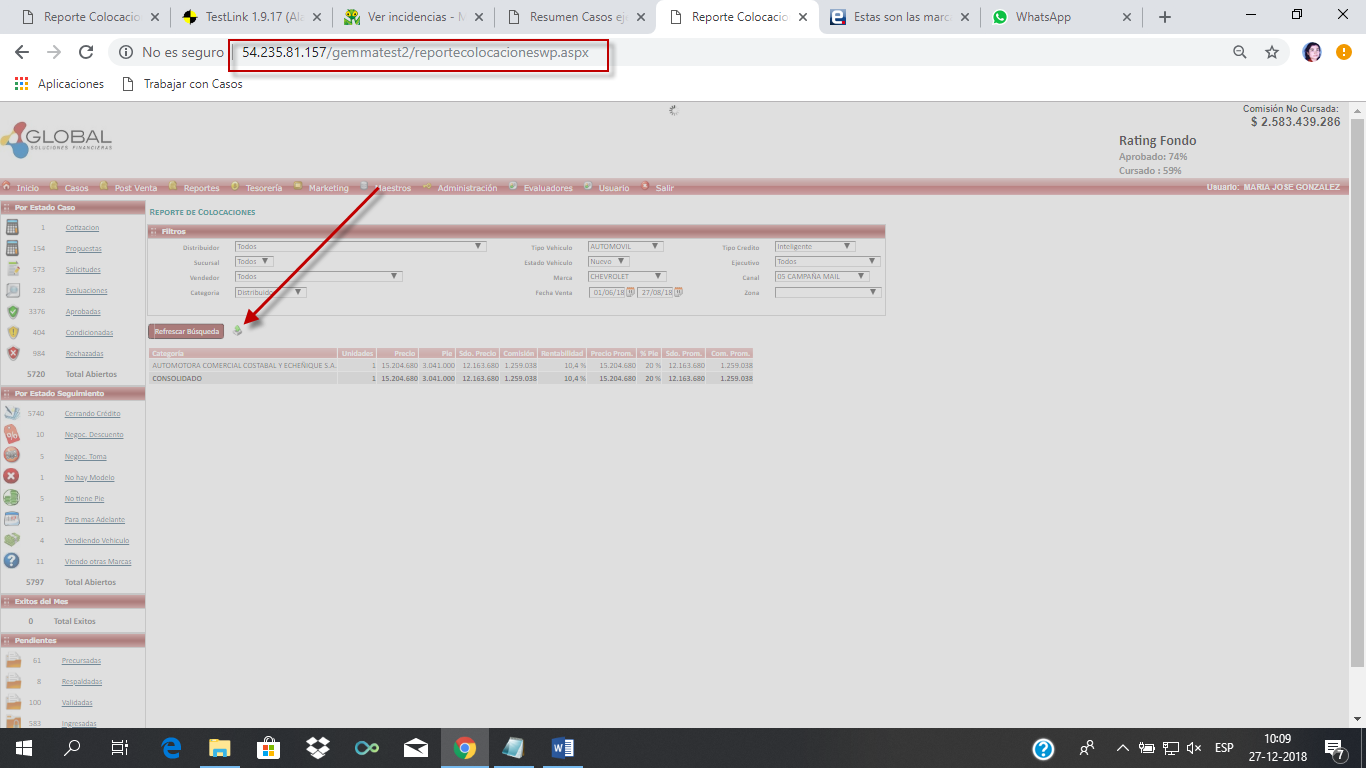 Reporte Colocacio
TestLink 1.9.17 (Ala
Ver incidencias - M
Resumen Casos ej
Reporte Colocacio
Estas son las marc
WhatsApp
No es seguro
54.235.81.157/gemmatest2/reportecolocacioneswp.aspx
Aplicaciones
Trabajar con Casos
GLOBAL
SOLUCIONES FINANCIERAS
Comisión No Cursada:
$ 2.583.439.286
Rating Fondo
Aprobado: 74%
Cursado : 59%
Inicio Casos Post Venta Reportes Tesorería Marketing Maestros Administración Evaluadores Usuario Salir
Usuario: MARIA JOSE GONZALEZ
Por Estado Caso
1 Cotizacion
154 Propuestas
573 Solicitudes
228 Evaluaciones
3376 Aprobadas
404 Condicionadas
984 Rechazadas
5720 Total Abiertos
Por Estado Seguimiento
5740 Cerrando Crédito
10 Negoc. Descuento
5 Negoc. Toma
1 No hay Modelo
5 No tiene Pie
21 Para mas Adelante
4 Vendiendo Vehiculo
11 Viendo otras Marcas
5797 Total Abiertos
Exitos del Mes
0 Total Exitos
Pendientes
61 Precursadas
8 Respaldadas
100 Validadas
383 Ingresadas
REPORTE DE COLOCACIONES
Filtros
Distribuidor Todos Tipo Vehículo AUTOMOVIL Tipo Credito Inteligente
Sucursal Todos Estado Vehículo Nuevo Ejecutivo Todos
Vendedor Todos Marca CHEVROLET Canal 05 CAMPAÑA MAIL
Categoria Distribuidor Fecha Venta 01/06/18 27/08/18 Zona
Refrescar Búsqueda
Categoría Unidades Precio Pie Sdo. Precio Comisión Rentabilidad Precio Prom. % Pie Sdo. Prom. Com. Prom.
AUTOMOTORA COMERCIAL COSTABAL Y ECHEÑIQUE S.A. 1 15.204.680 3.041.000 12.163.680 1.259.038 10,4 % 15.204.680 20 % 12.163.680 1.259.038
CONSOLIDADO 1 15.204.680 3.041.000 12.163.680 1.259.038 10,4 % 15.204.680 20 % 12.163.680 1.259.038
ESP
10:09
27-12-2018
7